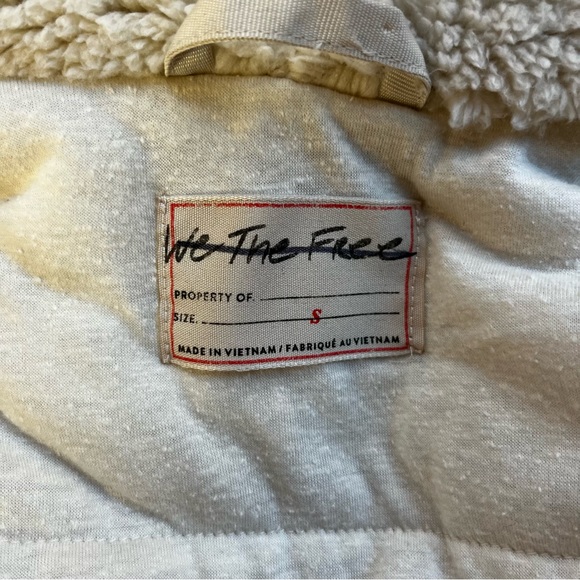 We The Free
PROPERTY OF.
SIZE. S
MADE IN VIETNAM / FABRIQUÉ AU VIETNAM